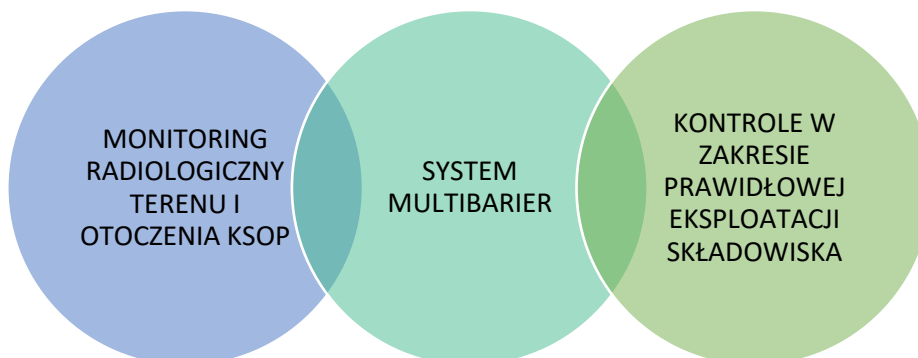 MONITORING
RADIOLOGICZNY
TERENU I
OTOCZENIA KSOP
SYSTEM
MULTIBARIER
KONTROLE W
ZAKRESIE
PRAWIDŁOWEJ
EKSPLOATACJI
SKŁADOWISKA